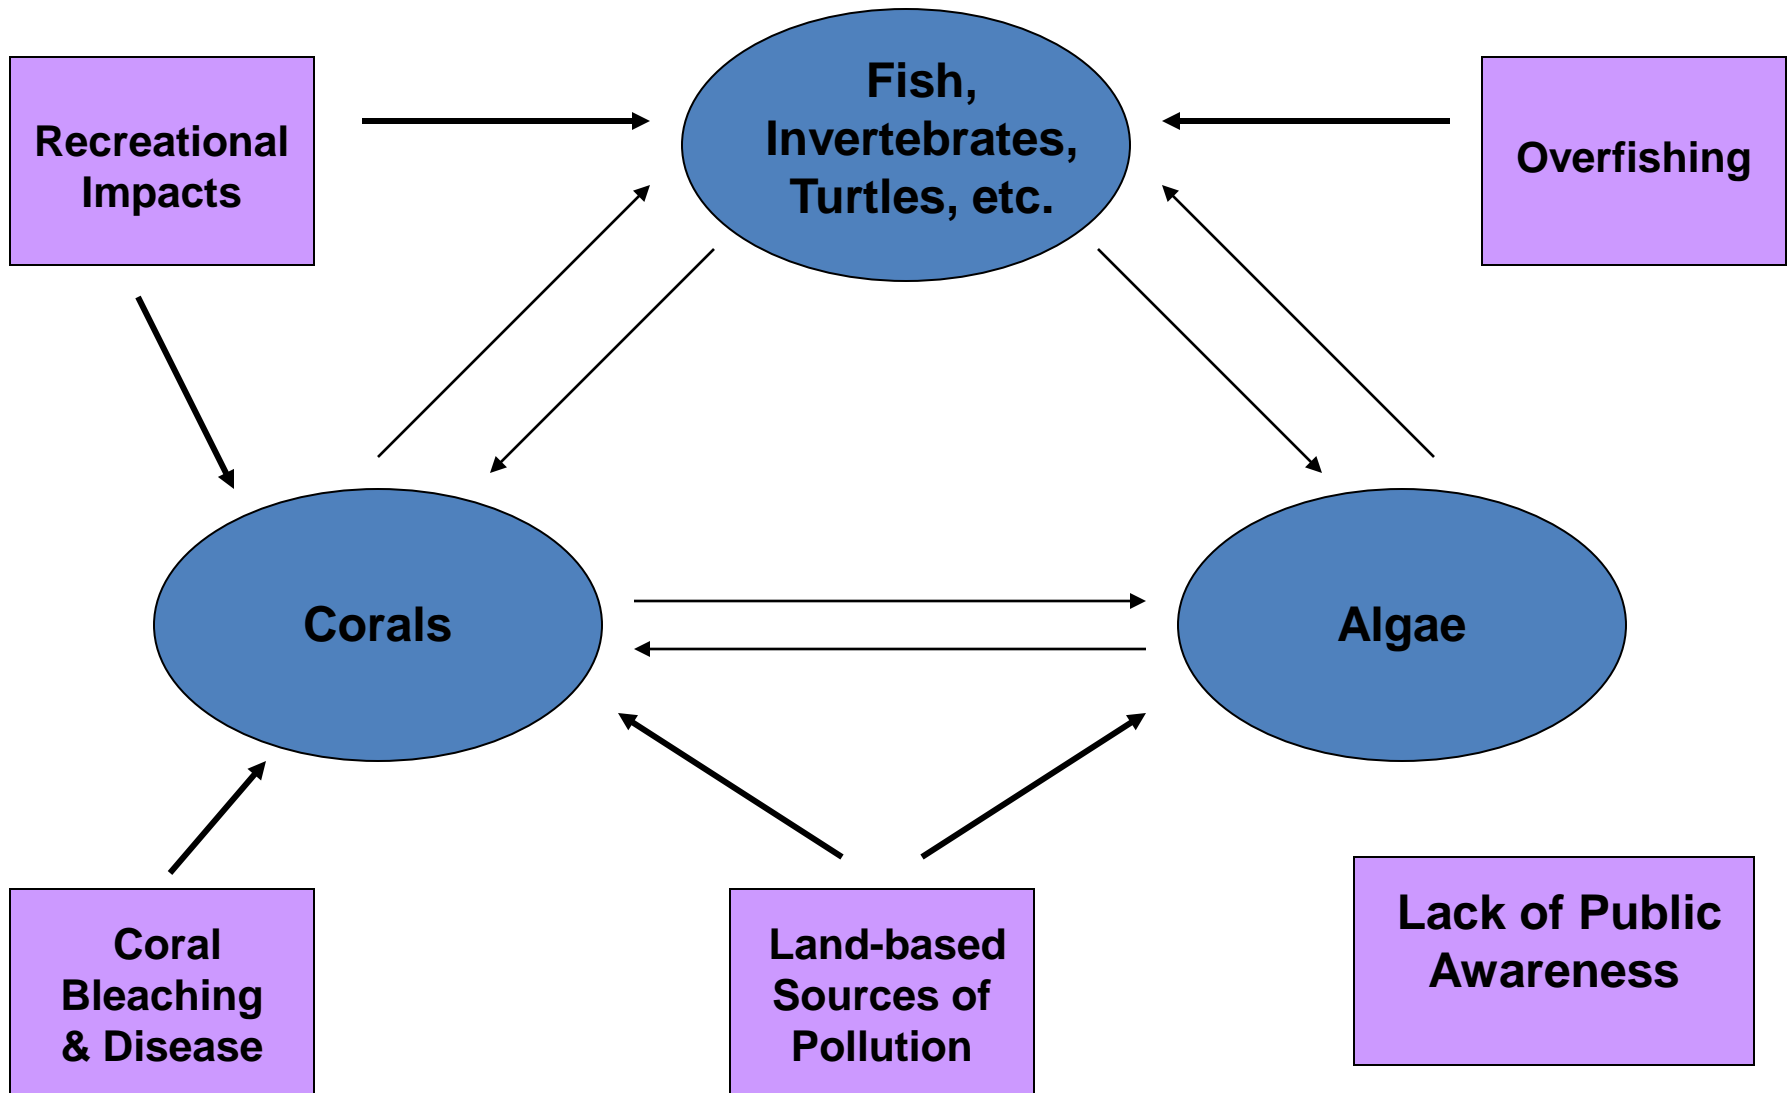 Fish,
Invertebrates,
Turtles, etc.
Recreational
Impacts
Overfishing
Corals
Algae
Coral
Bleaching
& Disease
Land-based
Sources of
Pollution
Lack of Public
Awareness